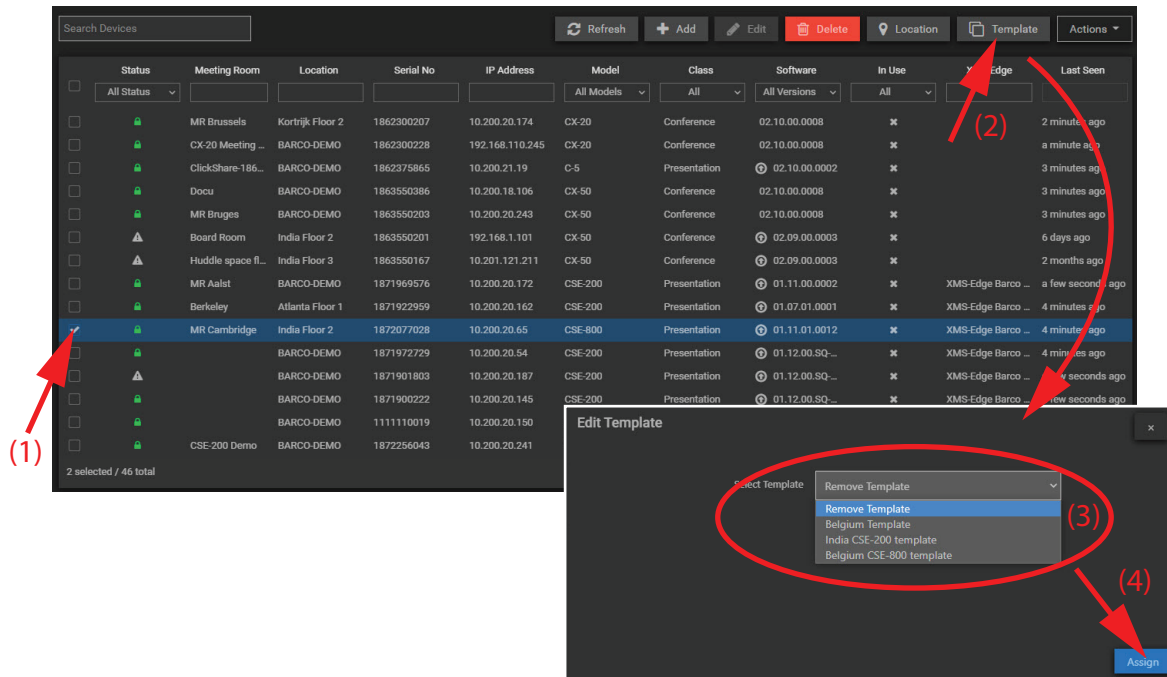 Search Devices Refresh Add Edit Delete Location Template Actions
Status Meeting Room Location Serial No IP Address Model Class Software In Use Edge Last Seen
All Status All Models All All Versions All
MR Brussels Kortrijk Floor 2 1862300207 10.200.20.174 CX-20 Conference 02.10.00.0008 2 minutes ago
CX-20 Meeting ... BARCO-DEMO 1862300228 192.168.110.245 CX-20 Conference 02.10.00.0008 a minute ago
ClickShare-186... BARCO-DEMO 1862375865 10.200.21.19 C-5 Presentation 02.10.00.0002 3 minutes ago
Docu BARCO-DEMO 1863550386 10.200.18.106 CX-50 Conference 02.10.00.0008 3 minutes ago
MR Bruges BARCO-DEMO 1863550203 10.200.20.243 CX-50 Conference 02.10.00.0008 3 minutes ago
Board Room India Floor 2 1863550201 192.168.1.101 CX-50 Conference 02.09.00.0003 6 days ago
Huddle space fl... India Floor 3 1863550167 10.201.121.211 CX-50 Conference 02.09.00.0003 2 months ago
MR Aalst BARCO-DEMO 1871969576 10.200.20.172 CSE-200 Presentation 01.11.00.0002 XMS-Edge Barco ... a few seconds ago
Berkeley Atlanta Floor 1 1871922959 10.200.20.162 CSE-200 Presentation 01.07.01.0001 XMS-Edge Barco ... 4 minutes ago
MR Cambridge India Floor 2 1872077028 10.200.20.65 CSE-800 Presentation 01.11.01.0012 XMS-Edge Barco ... 4 minutes ago
BARCO-DEMO 1871972729 10.200.20.54 CSE-200 Presentation 01.12.00.SQ-... XMS-Edge Barco ... 4 minutes ago
BARCO-DEMO 1871901803 10.200.20.187 CSE-200 Presentation 01.12.00.SQ-... XMS-Edge Barco ... seconds ago
BARCO-DEMO 1871900222 10.200.20.145 CSE-200 Presentation 01.12.00.SQ-... XMS-Edge Barco ... few seconds ago
BARCO-DEMO 1111110019 10.200.20.150
CSE-200 Demo BARCO-DEMO 1872256043 10.200.20.241
2 selected / 46 total
(1)
(2)
Edit Template
Select Template Remove Template
Remove Template
Belgium Template
India CSE-200 template
Belgium CSE-800 template
(3)
(4)
Assign